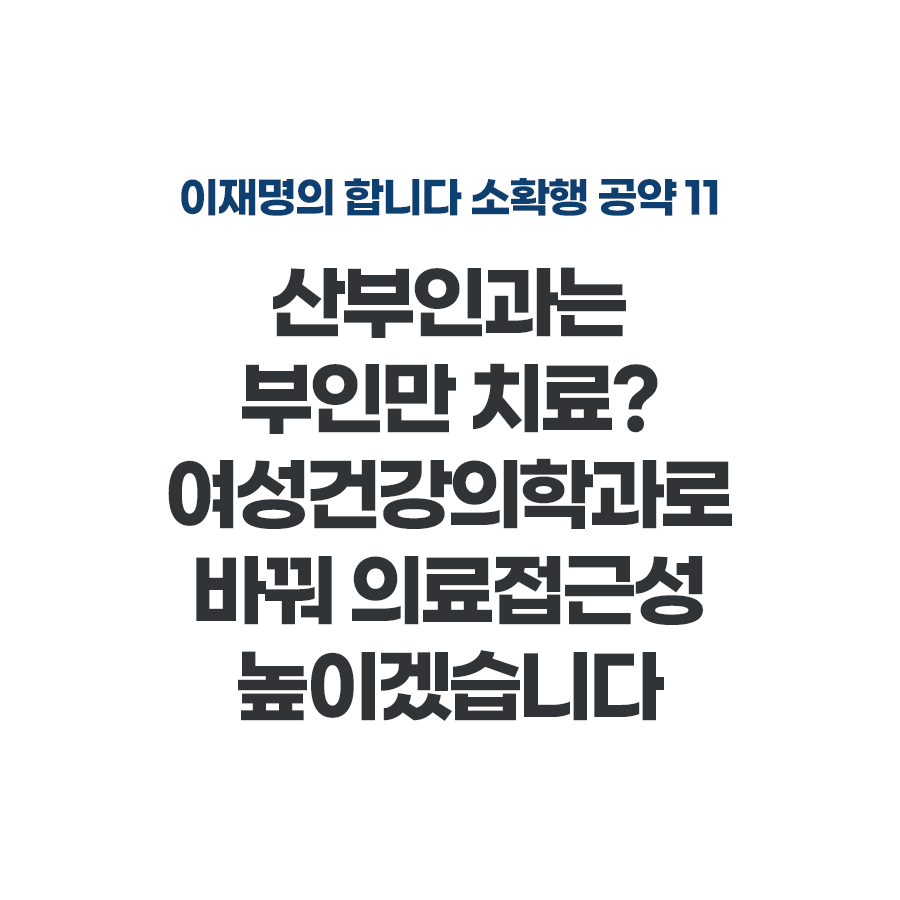 이재명의 합니다 소확행 공약 11
산부인과는
부인만 치료?
여성건강의학과로
바꿔 의료접근성
높이겠습니다